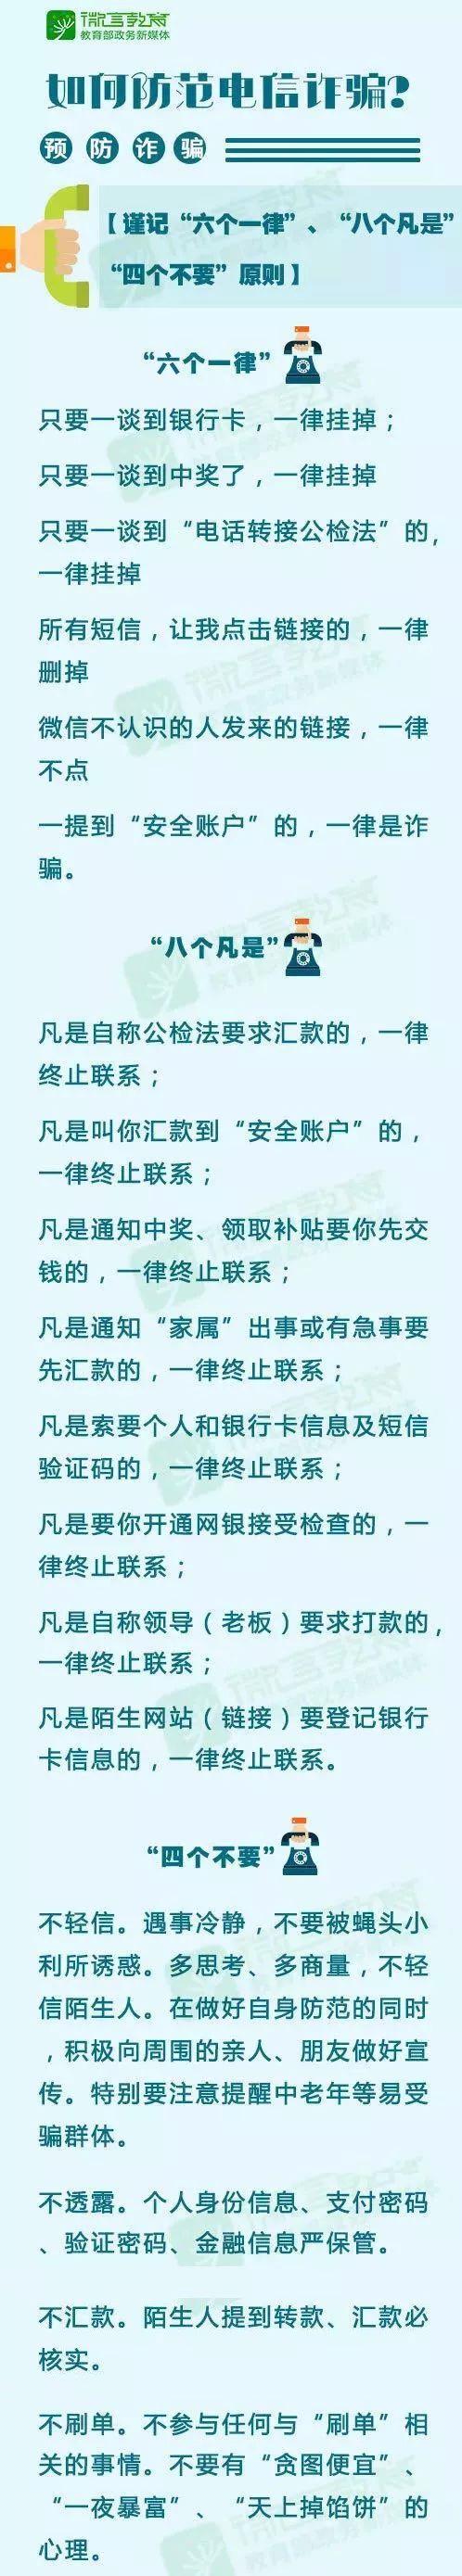 微言教育
教育部政务新媒体
如何防范电信诈骗?
预防诈骗
【谨记“六个一律”、“八个凡是”
“四个不要”原则】
“六个一律”
只要一谈到银行卡，一律挂掉；
只要一谈到中奖了，一律挂掉
只要一谈到“电话转接公检法”的，
一律挂掉
所有短信，让我点击链接的，一律
删掉
微信不认识的人发来的链接，一律
不点
一提到“安全账户”的，一律是诈
骗。
“八个凡是”
凡是自称公检法要求汇款的，一律
终止联系；
凡是叫你汇款到“安全账户”的，
一律终止联系；
凡是通知中奖、领取补贴要你先交
钱的，一律终止联系；
凡是通知“家属”出事或有急事要
先汇款的，一律终止联系；
凡是索要个人和银行卡信息及短信
验证码的，一律终止联系；
凡是要你开通网银接受检查的，一
律终止联系；
凡是自称领导（老板）要求打款的，
一律终止联系；
凡是陌生网站（链接）要登记银行
卡信息的，一律终止联系。
“四个不要”
不轻信。遇事冷静，不要被蝇头小
利所诱惑。多思考、多商量，不轻
信陌生人。在做好自身防范的同时
，积极向周围的亲人、朋友做好宣
传。特别要注意提醒中老年等易受
骗群体。
不透露。个人身份信息、支付密码
、验证密码、金融信息严保管。
不汇款。陌生人提到转款、汇款必
核实。
不刷单。不参与任何与“刷单”相
关的事情。不要有“贪图便宜”、
“一夜暴富”、“天上掉馅饼”的
心理。